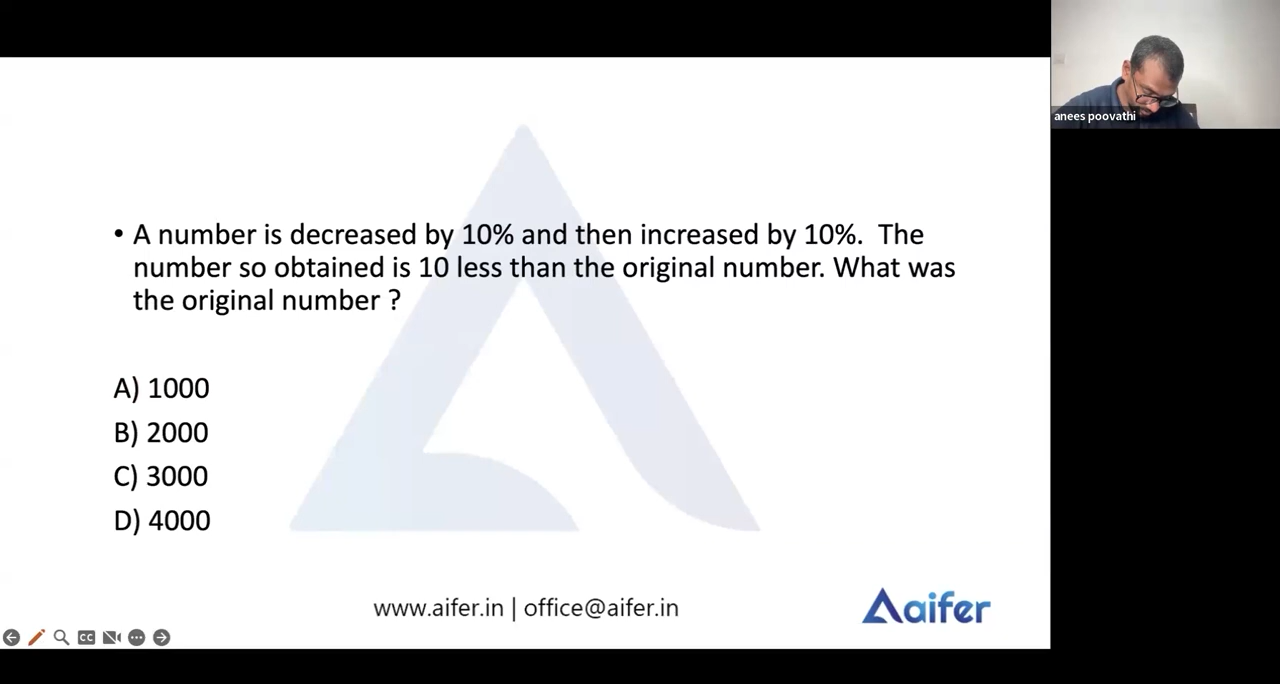 anees poovathi
• A number is decreased by 10% and then increased by 10%. The
number so obtained is 10 less than the original number. What was
the original number ?
A) 1000
B) 2000
C) 3000
D) 4000
www.aifer.in | office@aifer.in
aifer
CC